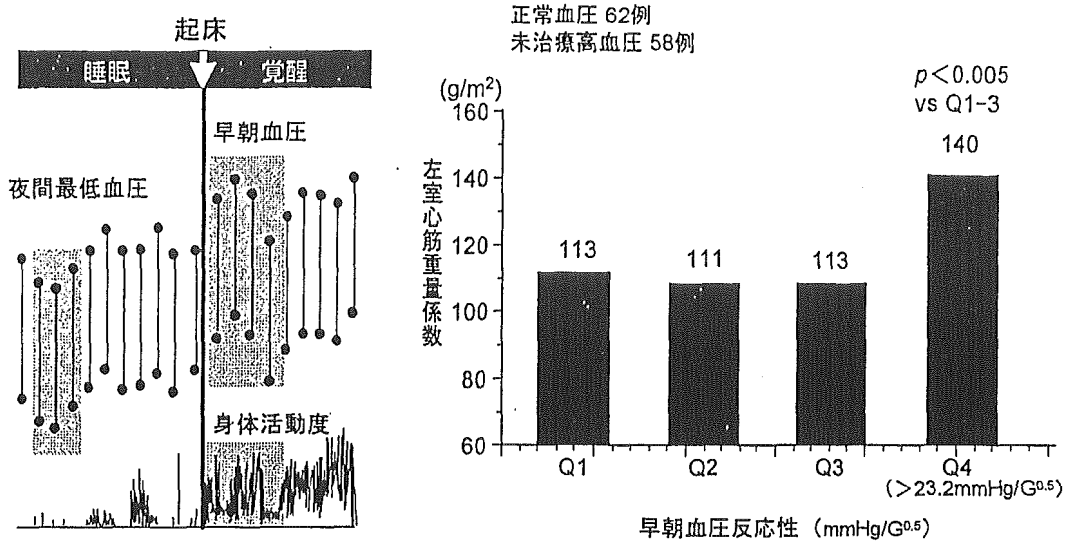 起床
睡眠
覚醒
早朝血圧
夜間最低血圧
身体活動度
正常血圧 62例
未治療高血圧 58例
(g/m²)
160
140
120
100
80
60
左室心筋重量係数
113
111
113
p<0.005
vs Q1-3
140
Q1
Q2
Q3
Q4
(>23.2mmHg/G⁰·⁵)
早朝血圧反応性(mmHg/G⁰·⁵)